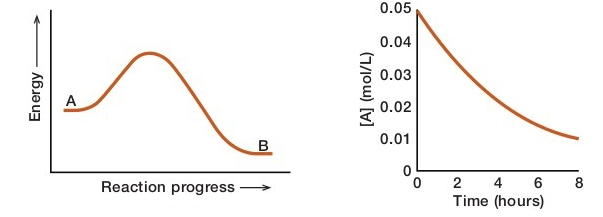 Energy
A
B
Reaction progress
[A] (mol/L)
0.05
0.04
0.03
0.02
0.01
0
0 2 4 6 8
Time (hours)